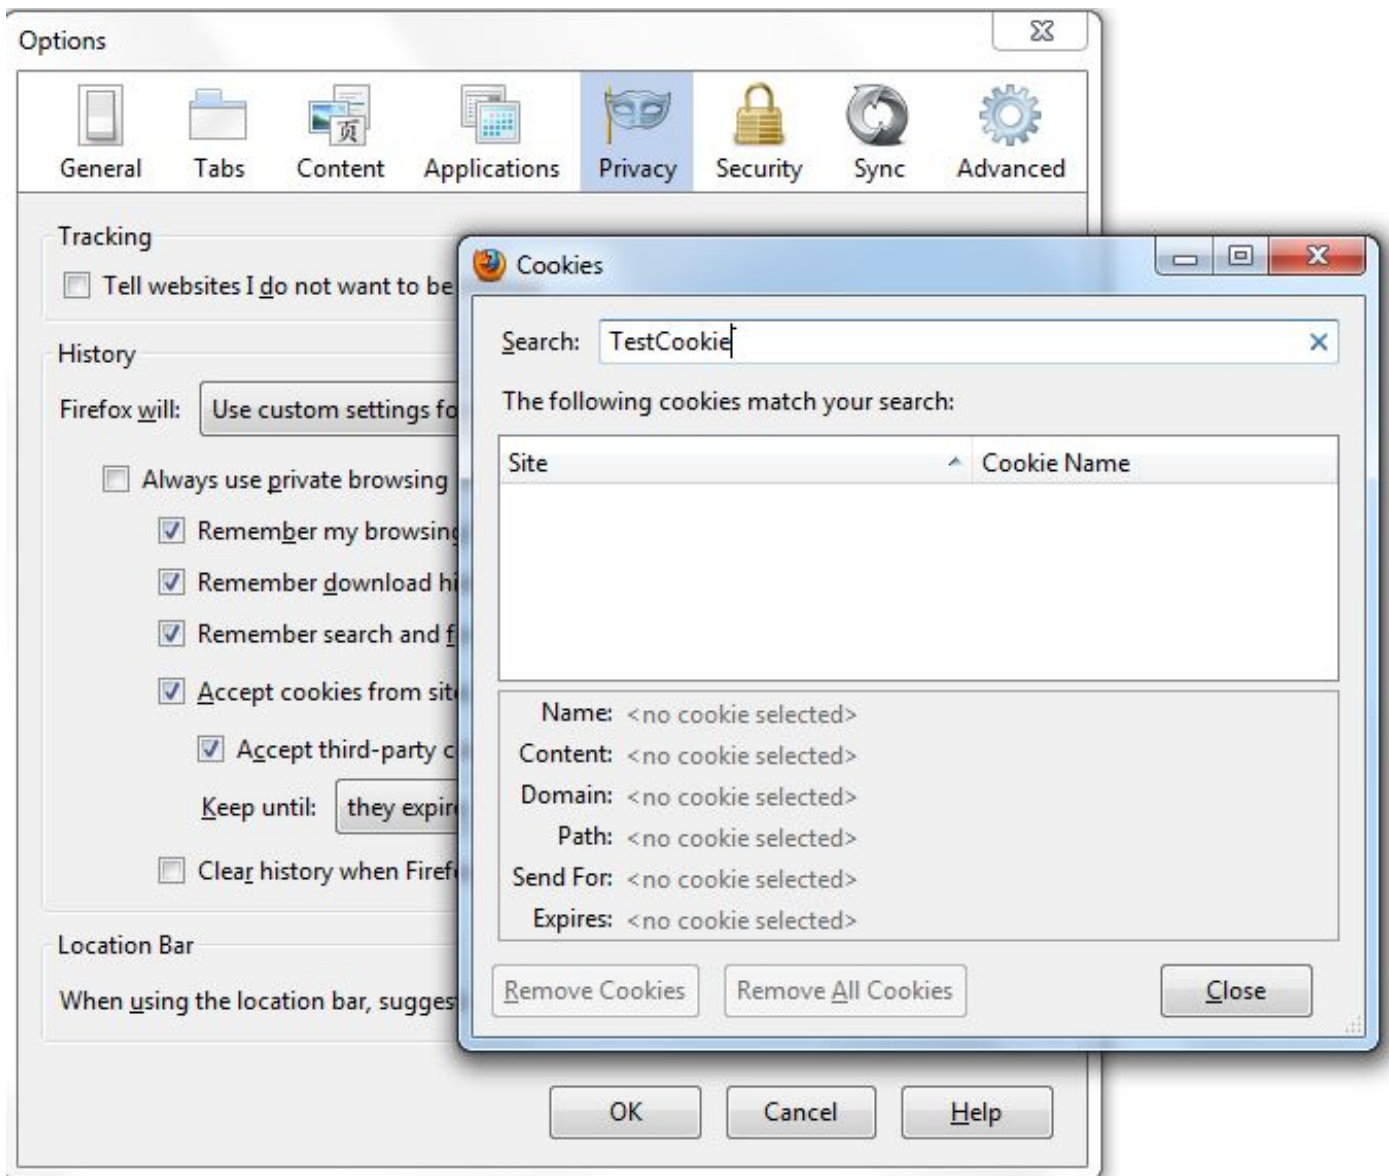 Options
General Tabs Content Applications Privacy Security Sync Advanced
页
Tracking
Tell websites I do not want to be
History
Firefox will: Use custom settings fo
Always use private browsing
Remember my browsing
Remember download hi
Remember search and f
Accept cookies from site
Accept third-party c
Keep until: they expire
Clear history when Firefo
Location Bar
When using the location bar, sugges
OK Cancel Help
Cookies
Search: TestCookie
The following cookies match your search:
Site Cookie Name
Name: <no cookie selected>
Content: <no cookie selected>
Domain: <no cookie selected>
Path: <no cookie selected>
Send For: <no cookie selected>
Expires: <no cookie selected>
Remove Cookies Remove All Cookies Close